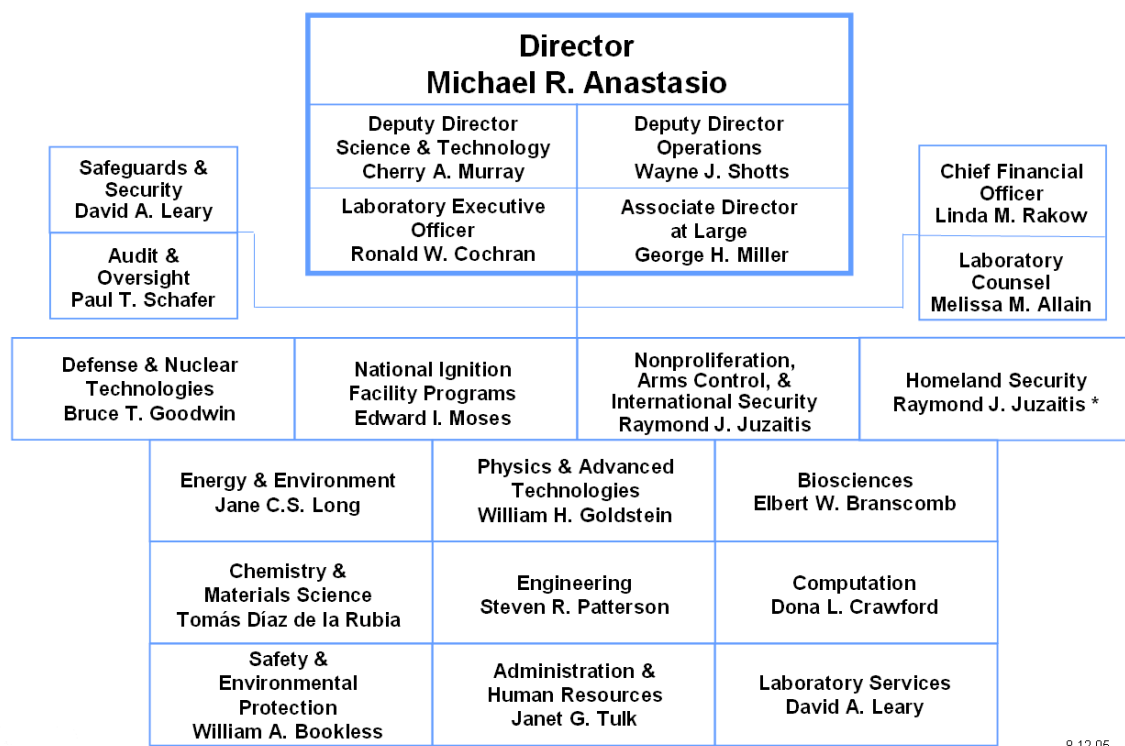 Director
Michael R. Anastasio
Deputy Director
Science & Technology
Cherry A. Murray
Deputy Director
Operations
Wayne J. Shotts
Laboratory Executive
Officer
Ronald W. Cochran
Associate Director
at Large
George H. Miller
Safeguards &
Security
David A. Leary
Audit &
Oversight
Paul T. Schafer
Chief Financial
Officer
Linda M. Rakow
Laboratory
Counsel
Melissa M. Allain
Defense & Nuclear
Technologies
Bruce T. Goodwin
National Ignition
Facility Programs
Edward I. Moses
Nonproliferation,
Arms Control, &
International Security
Raymond J. Juzaitis
Homeland Security
Raymond J. Juzaitis *
Energy & Environment
Jane C.S. Long
Physics & Advanced
Technologies
William H. Goldstein
Biosciences
Elbert W. Branscomb
Chemistry &
Materials Science
Tomás Díaz de la Rubia
Engineering
Steven R. Patterson
Computation
Dona L. Crawford
Safety &
Environmental
Protection
William A. Bookless
Administration &
Human Resources
Janet G. Tulk
Laboratory Services
David A. Leary
8.12.05